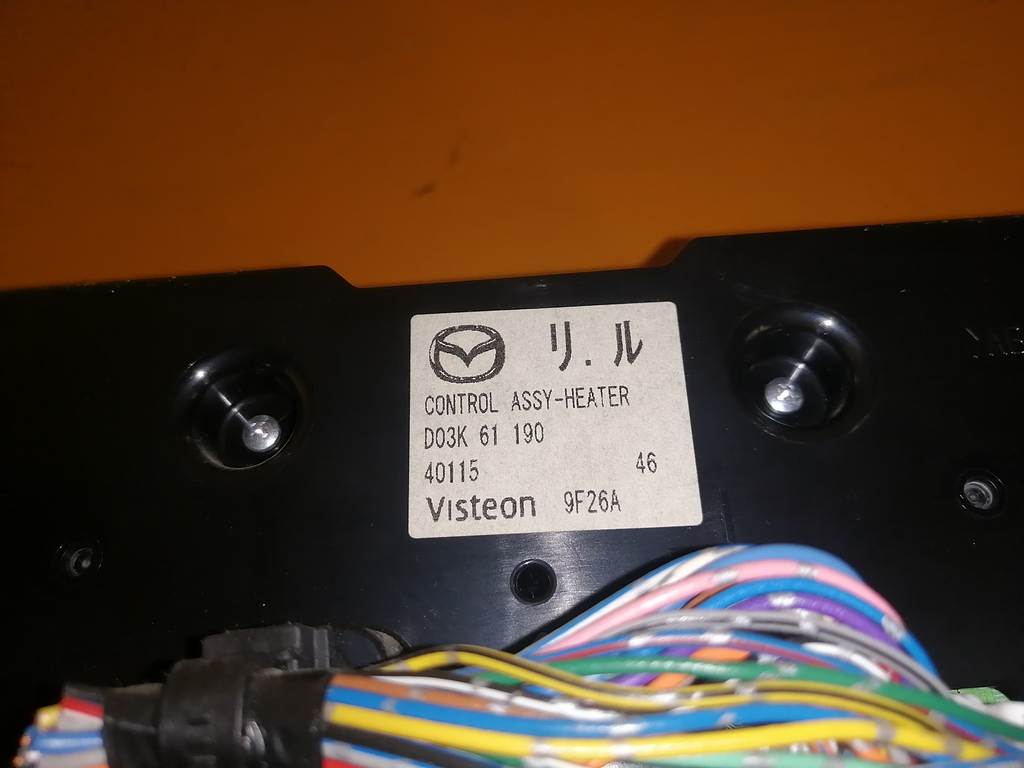 リ.ル
CONTROL ASSY-HEATER
D03K 61 190
40115 46
Visteon 9F26A